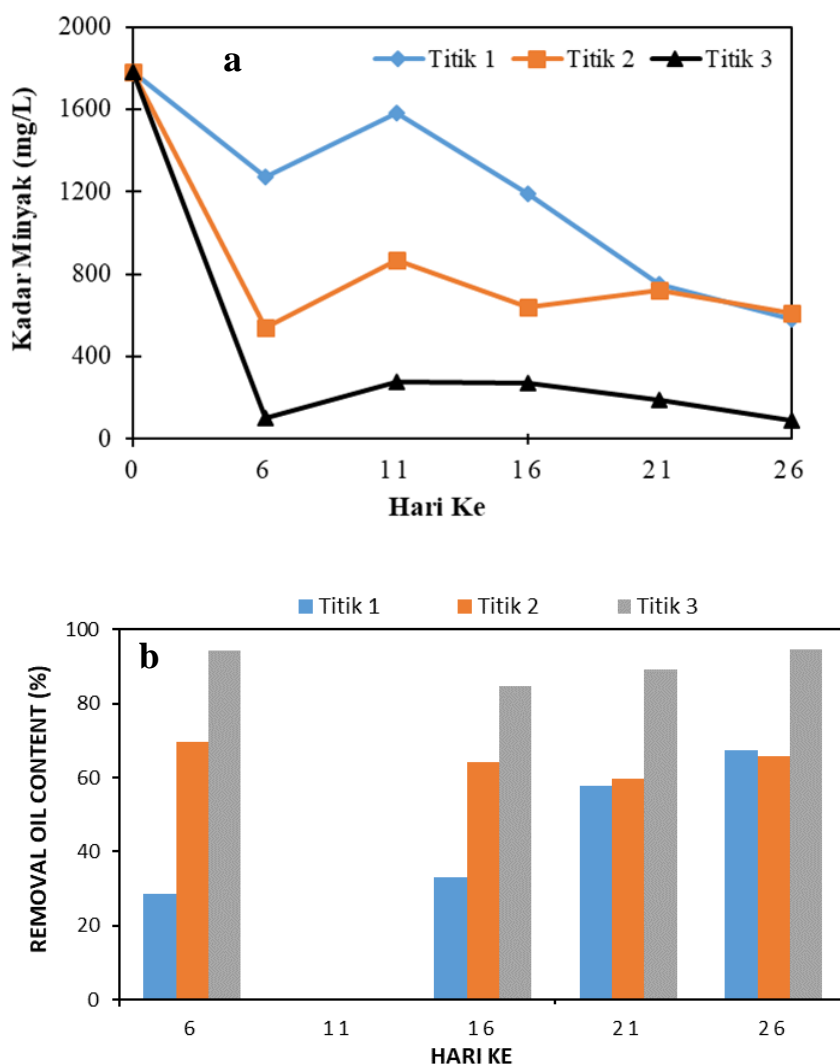 2000
a
Titik 1 Titik 2 Titik 3
1600
1200
800
400
0
Kadar Minyak (mg/L)
0 6 11 16 21 26
Hari Ke
Titik 1 Titik 2 Titik 3
100
b
80
60
40
20
0
REMOVAL OIL CONTENT (%)
6 11 16 21 26
HARI KE